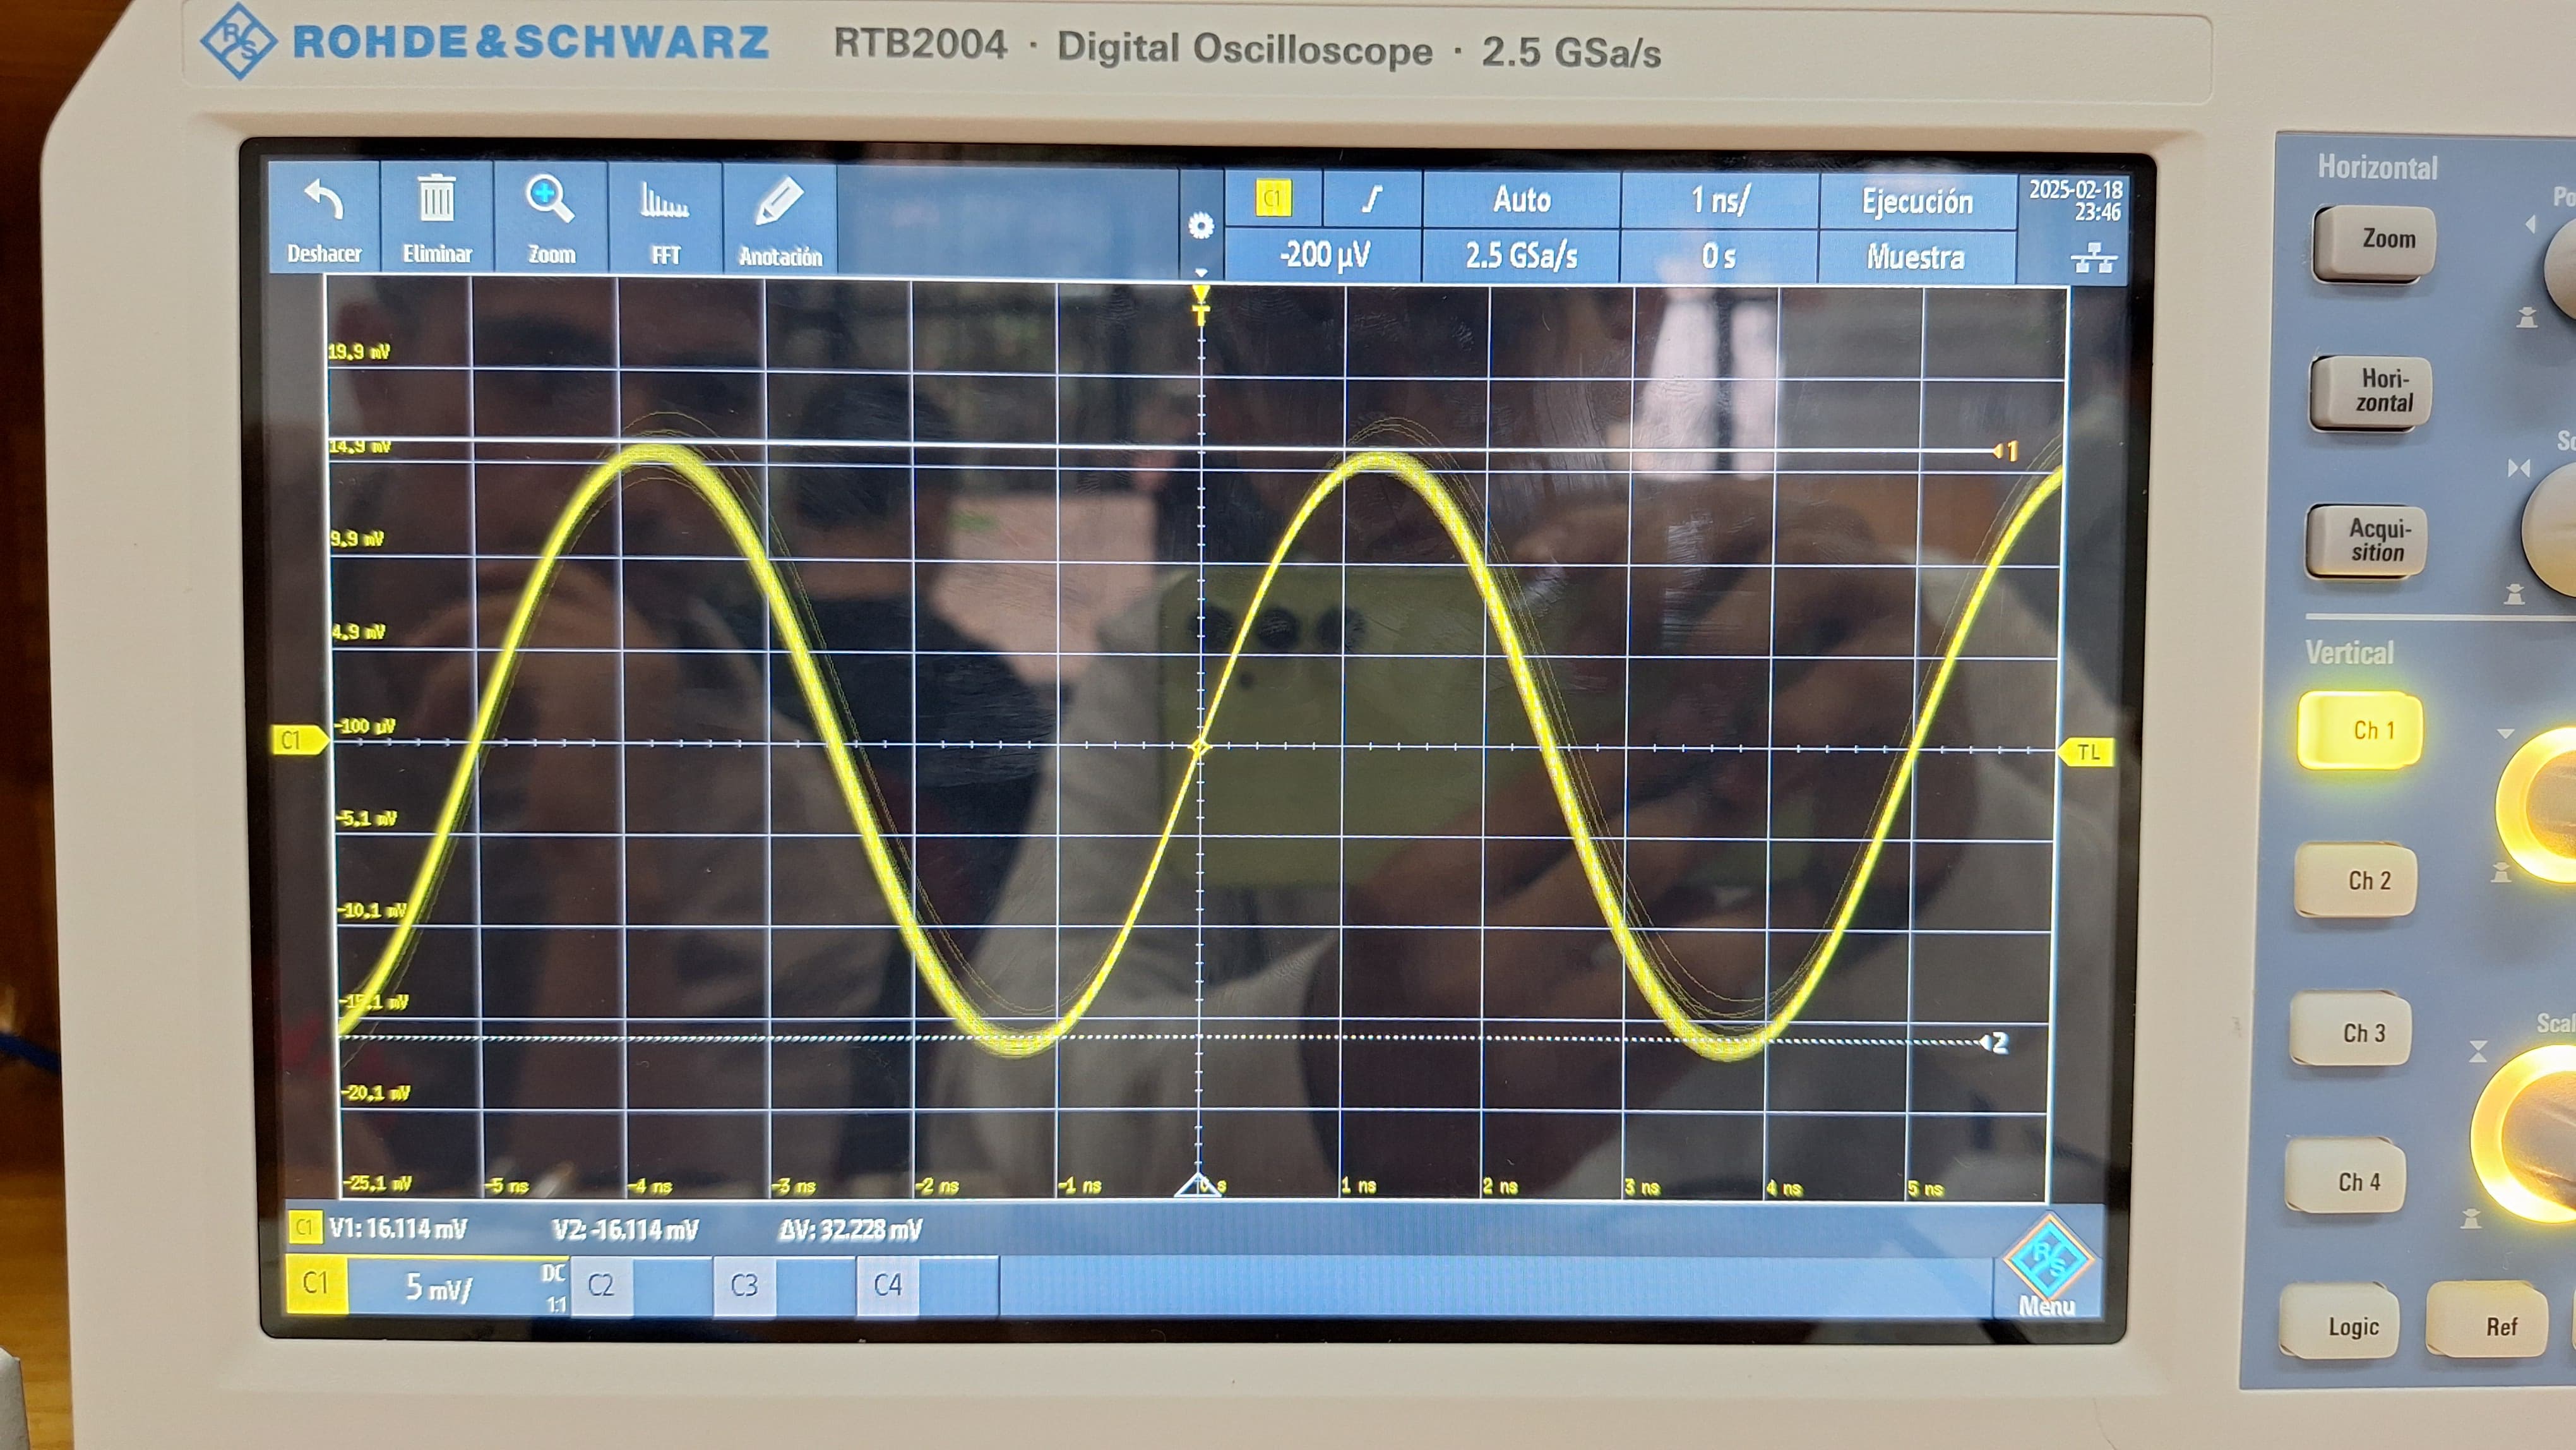 ROHDE&SCHWARZ RTB2004 · Digital Oscilloscope · 2.5 GSa/s
Deshacer Eliminar Zoom FFT Anotación
C1 Auto 1 ns/ Ejecución 2025-02-18
23:46
-200 µV 2.5 GSa/s 0 s Muestra
T
19.9 mV
14.9 mV
1
9.9 mV
4.9 mV
-100 µV
C1
TL
-5.1 mV
-10.1 mV
-15.1 mV
2
-20.1 mV
-25.1 mV -5 ns -4 ns -3 ns -2 ns -1 ns 0 s 1 ns 2 ns 3 ns 4 ns 5 ns
C1 V1: 16.114 mV V2: -16.114 mV ΔV: 32.228 mV
C1 5 mV/ DC
1:1
C2 C3 C4
R/S
Menu
Horizontal
Zoom
Hori-
zontal
Acqui-
sition
Vertical
Ch 1
Ch 2
Ch 3
Ch 4
Logic Ref